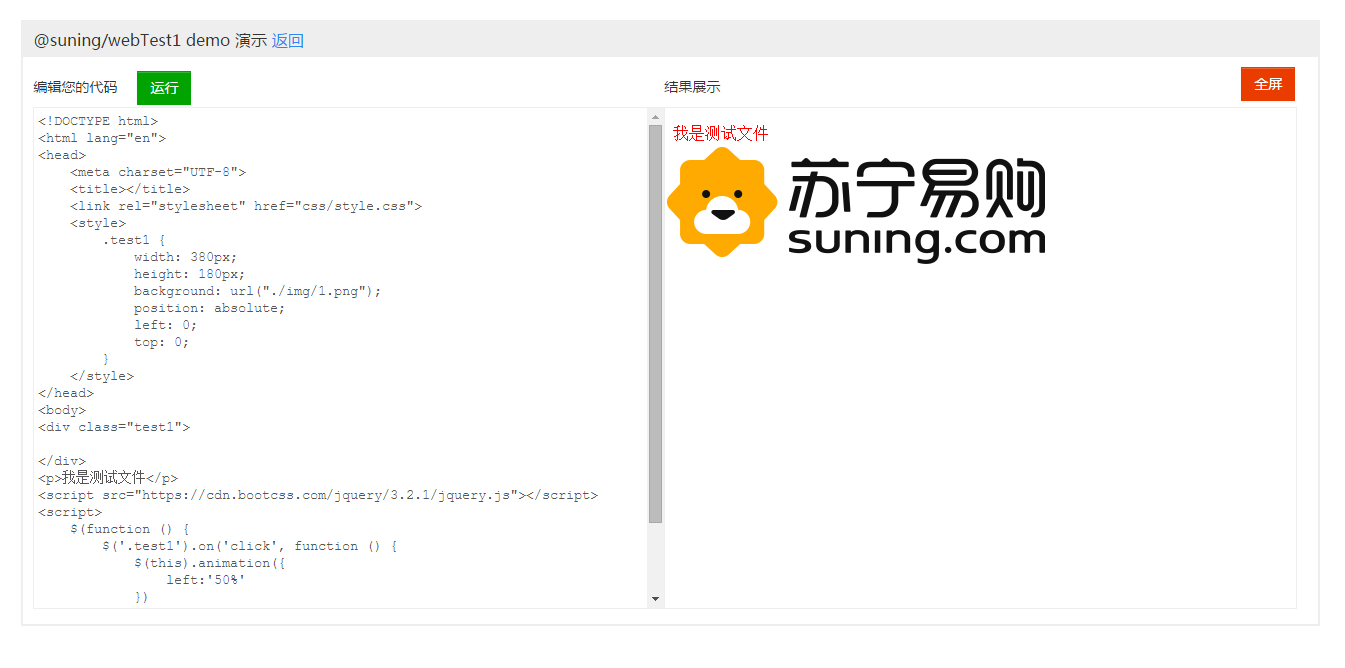 @suning/webTest1 demo 演示 返回
编辑您的代码 运行 结果展示 全屏
<!DOCTYPE html>
<html lang="en">
<head>
    <meta charset="UTF-8">
    <title></title>
    <link rel="stylesheet" href="css/style.css">
    <style>
        .test1 {
            width: 380px;
            height: 180px;
            background: url("./img/1.png");
            position: absolute;
            left: 0;
            top: 0;
        }
    </style>
</head>
<body>
<div class="test1">

</div>
<p>我是测试文件</p>
<script src="https://cdn.bootcss.com/jquery/3.2.1/jquery.js"></script>
<script>
    $(function () {
        $('.test1').on('click', function () {
            $(this).animation({
                left:'50%'
            })
我是测试文件
苏宁易购
suning.com